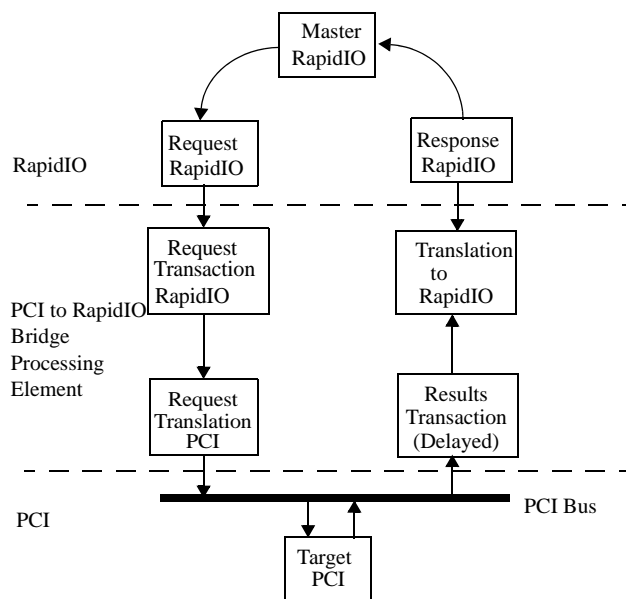 Master
RapidIO
Request
RapidIO
Response
RapidIO
RapidIO
Request
Transaction
RapidIO
Translation
to
RapidIO
PCI to RapidIO
Bridge
Processing
Element
Request
Translation
PCI
Results
Transaction
(Delayed)
PCI
PCI Bus
Target
PCI